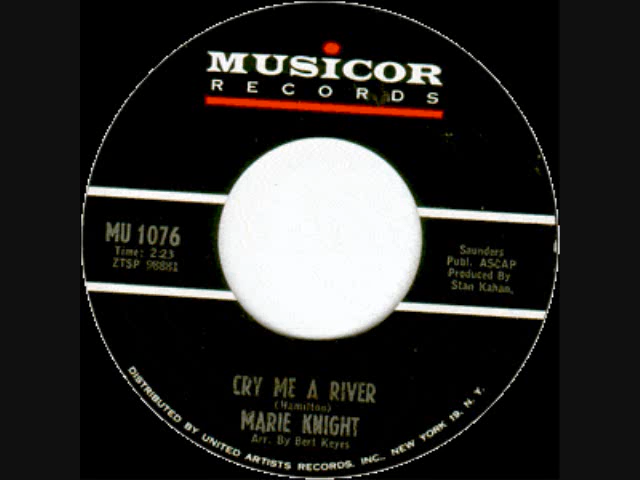 MUSICOR
RECORDS
MU 1076
Time: 2:23
ZTSP 98881
Saunders
Publ. ASCAP
Produced By
Stan Kahan.
CRY ME A RIVER
(Hamilton)
MARIE KNIGHT
Arr. By Bert Keyes
DISTRIBUTED BY UNITED ARTISTS RECORDS, INC., NEW YORK 19, N. Y.